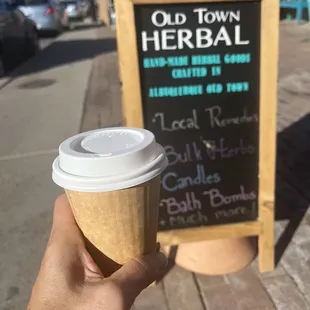 Old Town
HERBAL
HAND-MADE HERBAL GOODS
CRAFTED IN
ALBUQUERQUE OLD TOWN
Local Remedies
Bulk Herbs
Candles
Bath Bombs
+ Much more!